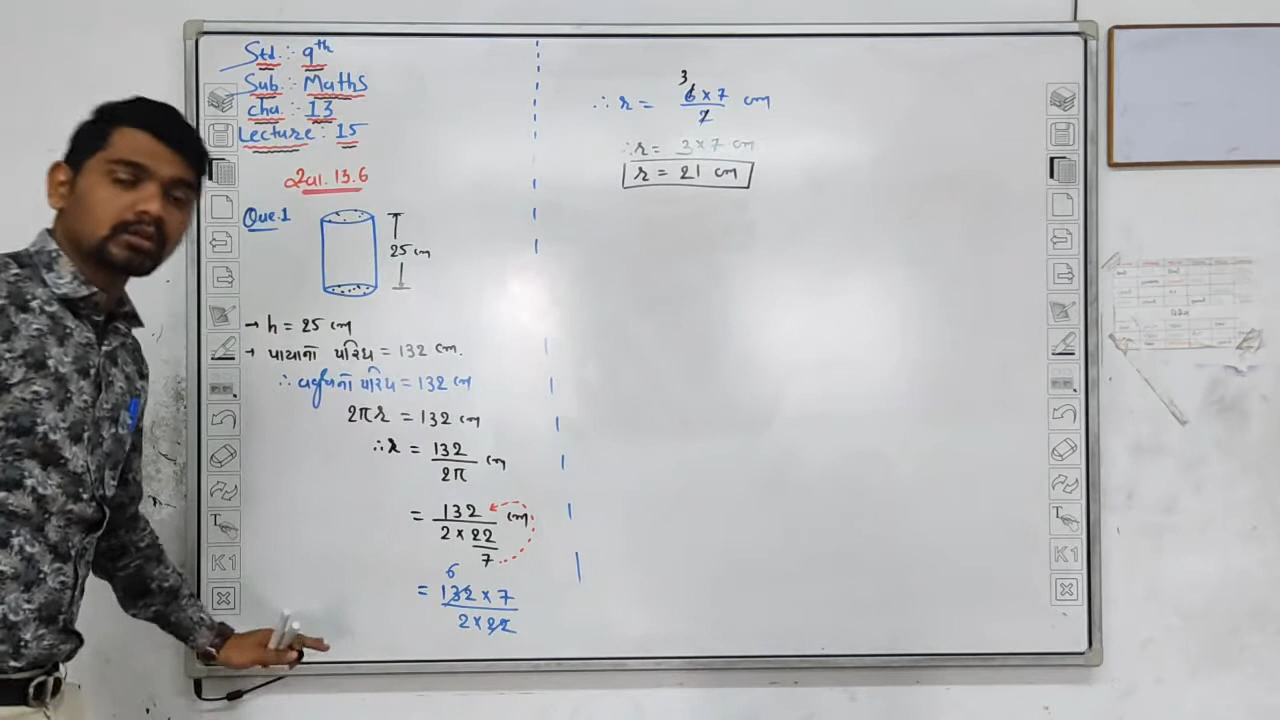 Std. :- 9th
Sub :- Maths
cha. :- 13
Lecture :- 15
સ્વા. 13.6
Que.1
25 cm
→ h = 25 cm
→ પાયાનો પરિઘ = 132 cm.
∴ વર્તુળનો પરિઘ = 132 cm
2πr = 132 cm
∴ r = 132 / 2π cm
= 132 / 2 × 22/7 cm
6
= 132 × 7 / 2 × 22
3
∴ r = 6 × 7 / 2 cm
∴ r = 3 × 7 cm
r = 21 cm
T
K1
T
K1